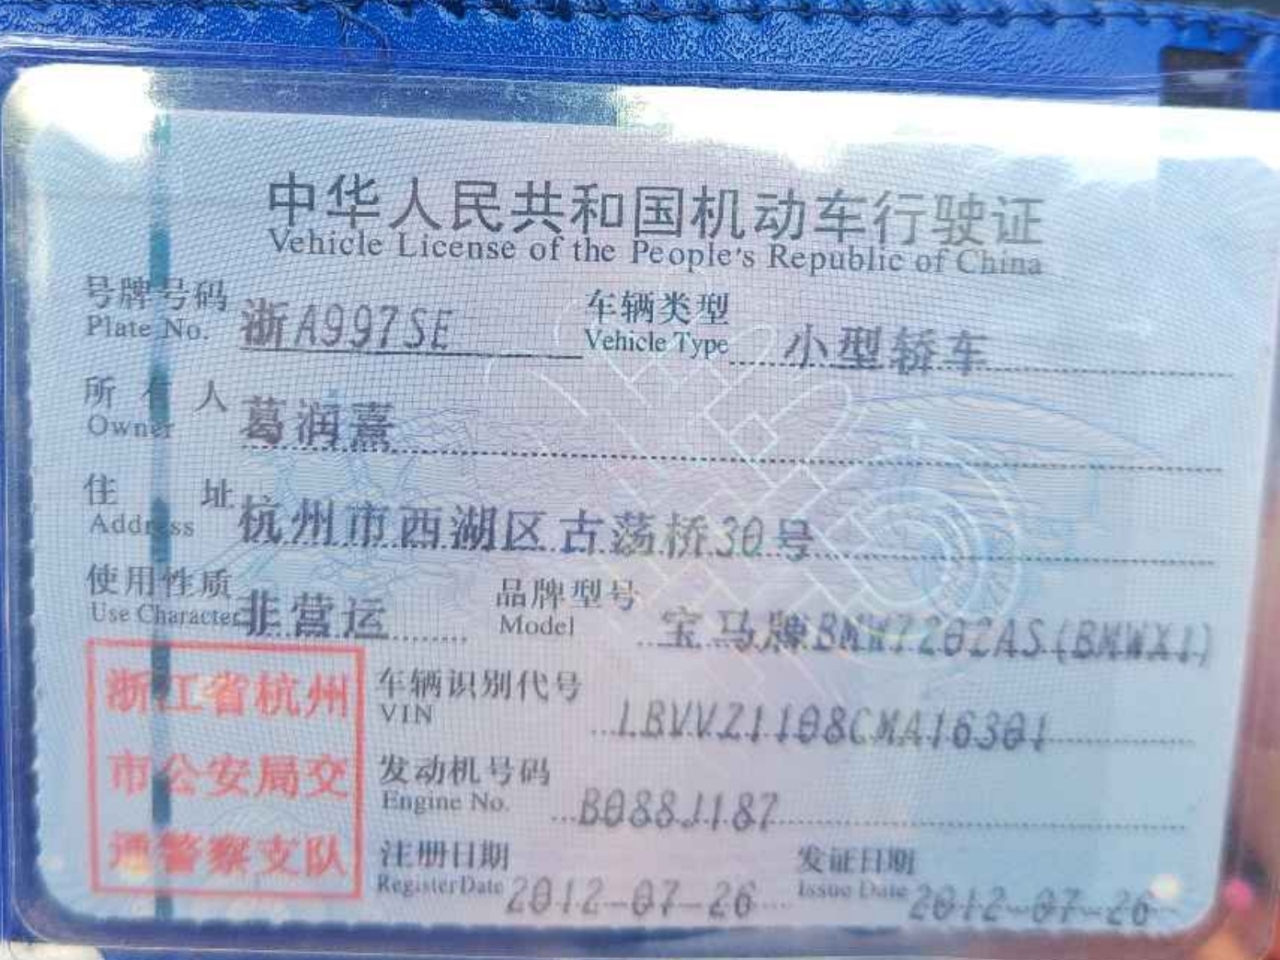 中华人民共和国机动车行驶证
Vehicle License of the People's Republic of China
号牌号码 浙A997SE 车辆类型 小型轿车
Plate No. Vehicle Type
所有人 葛润熹
Owner
住址 杭州市西湖区古荡桥30号
Address
使用性质 非营运 品牌型号 宝马牌BMW7202AS(BMWX1)
Use Character Model
浙江省杭州
市公安局交
通警察支队
车辆识别代号 LBVVZ1108CMA16301
VIN
发动机号码 B088J187
Engine No.
注册日期 2012-07-26 发证日期 2012-07-26
Register Date Issue Date